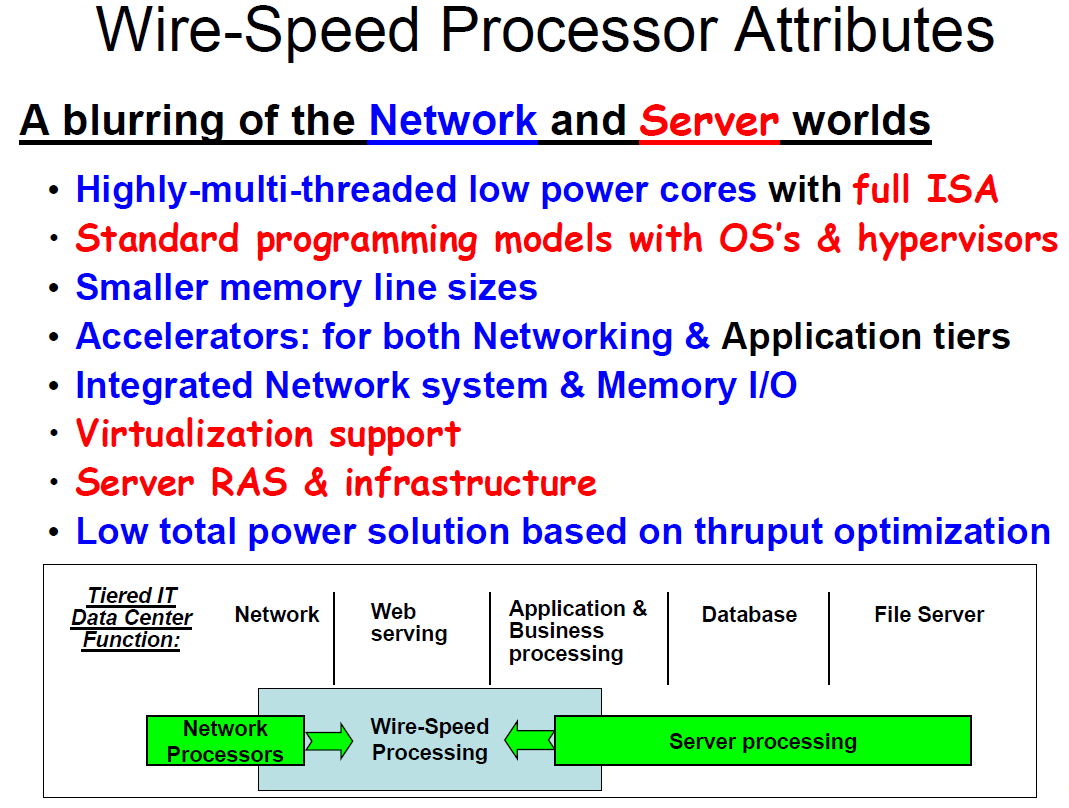 Wire-Speed Processor Attributes
A blurring of the Network and Server worlds
• Highly-multi-threaded low power cores with full ISA
• Standard programming models with OS's & hypervisors
• Smaller memory line sizes
• Accelerators: for both Networking & Application tiers
• Integrated Network system & Memory I/O
• Virtualization support
• Server RAS & infrastructure
• Low total power solution based on thruput optimization
Tiered IT
Data Center
Function:
Network
Web
serving
Application &
Business
processing
Database
File Server
Network
Processors
Wire-Speed
Processing
Server processing